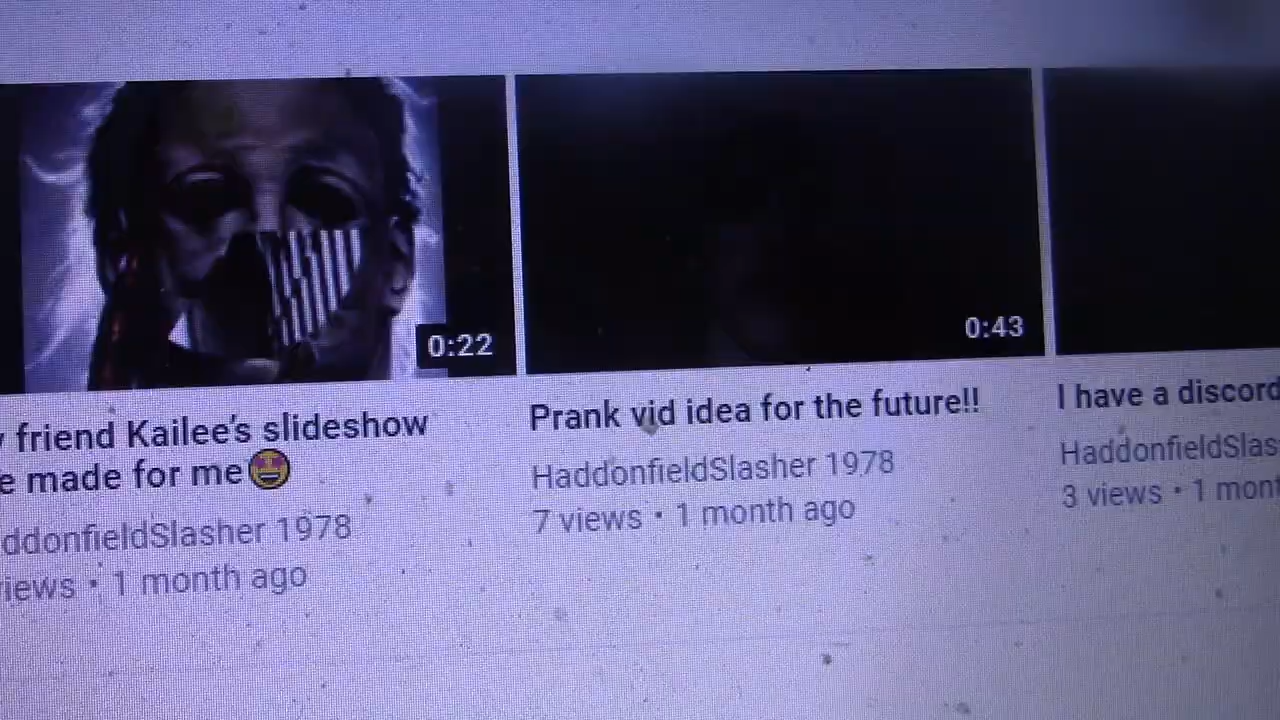 0:22
friend Kailee's slideshow
made for me🤩
ddonfieldSlasher 1978
iews • 1 month ago
0:43
Prank vid idea for the future!!
HaddonfieldSlasher 1978
7 views • 1 month ago
I have a discord
HaddonfieldSlas
3 views • 1 mont